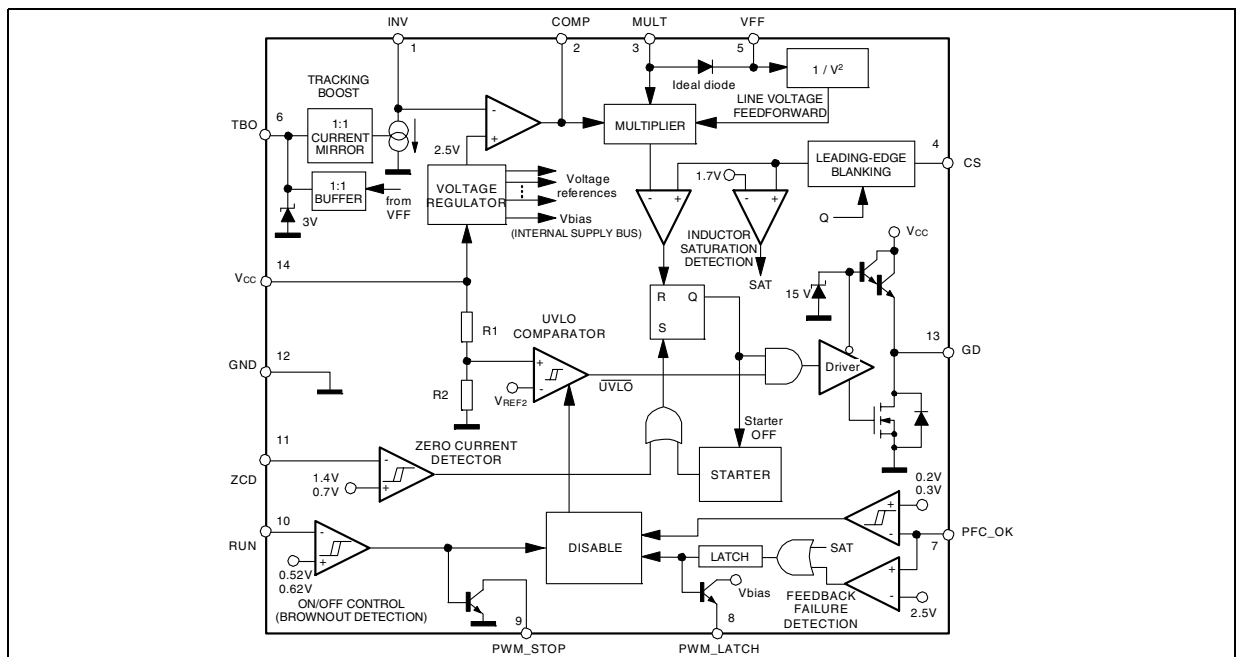 INV
COMP
MULT
VFF
1
2
3
5
Ideal diode
1 / V²
TRACKING
BOOST
LINE VOLTAGE
FEEDFORWARD
TBO
6
1:1
CURRENT
MIRROR
-
+
MULTIPLIER
2.5V
4
CS
LEADING-EDGE
BLANKING
1:1
BUFFER
from
VFF
3V
VOLTAGE
REGULATOR
Voltage
references
Vbias
(INTERNAL SUPPLY BUS)
1.7V
-
+
-
+
Q
INDUCTOR
SATURATION
DETECTION
SAT
VCC
15 V
VCC
14
R
Q
S
R1
UVLO
COMPARATOR
13
GD
GND
12
+
-
R2
VREF2
UVLO
Driver
Starter
OFF
11
ZCD
-
+
1.4V
0.7V
ZERO CURRENT
DETECTOR
STARTER
0.2V
0.3V
+
-
10
RUN
-
+
0.52V
0.62V
ON/OFF CONTROL
(BROWNOUT DETECTION)
DISABLE
PFC_OK
7
LATCH
SAT
+
-
2.5V
Vbias
FEEDBACK
FAILURE
DETECTION
9
8
PWM_STOP
PWM_LATCH